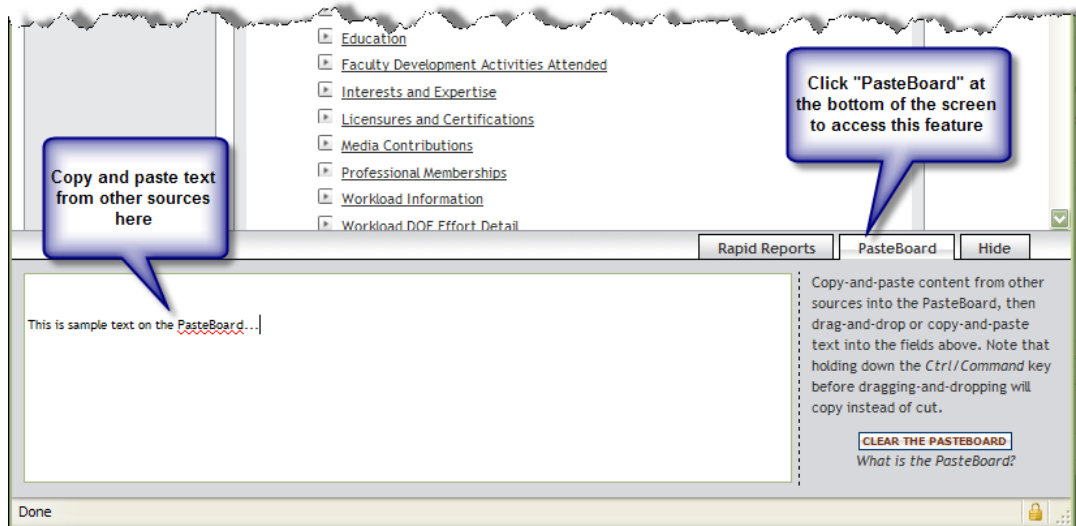 Education
Faculty Development Activities Attended
Interests and Expertise
Licensures and Certifications
Media Contributions
Professional Memberships
Workload Information
Workload DOE Effort Detail
Click "PasteBoard" at
the bottom of the screen
to access this feature
Copy and paste text
from other sources
here
Rapid Reports
PasteBoard
Hide
This is sample text on the PasteBoard...
Copy-and-paste content from other
sources into the PasteBoard, then
drag-and-drop or copy-and-paste
text into the fields above. Note that
holding down the Ctrl/Command key
before dragging-and-dropping will
copy instead of cut.
CLEAR THE PASTEBOARD
What is the PasteBoard?
Done